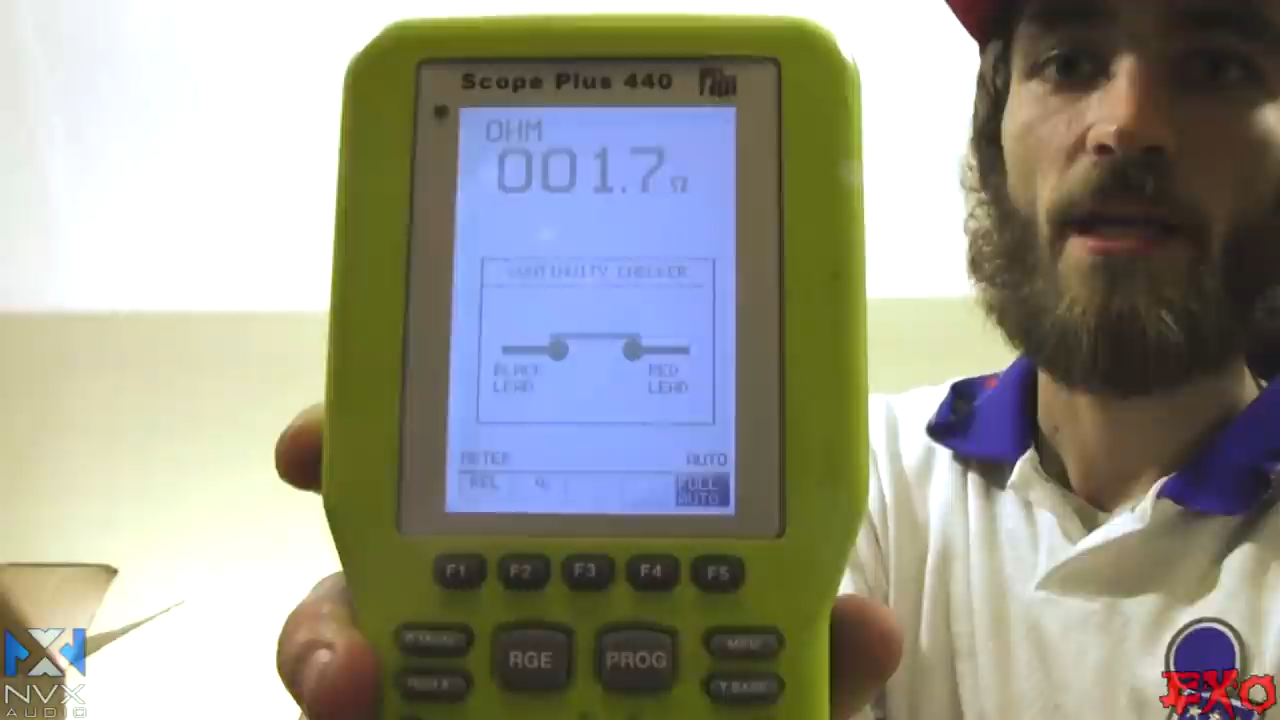 Scope Plus 440
OHM
001.7 Ω
CONTINUITY CHECKER
BLACK LEAD
RED LEAD
METER AUTO
REL %
FULL AUTO
F1 F2 F3 F4 F5
RGE PROG
NVX
AUDIO
EXO